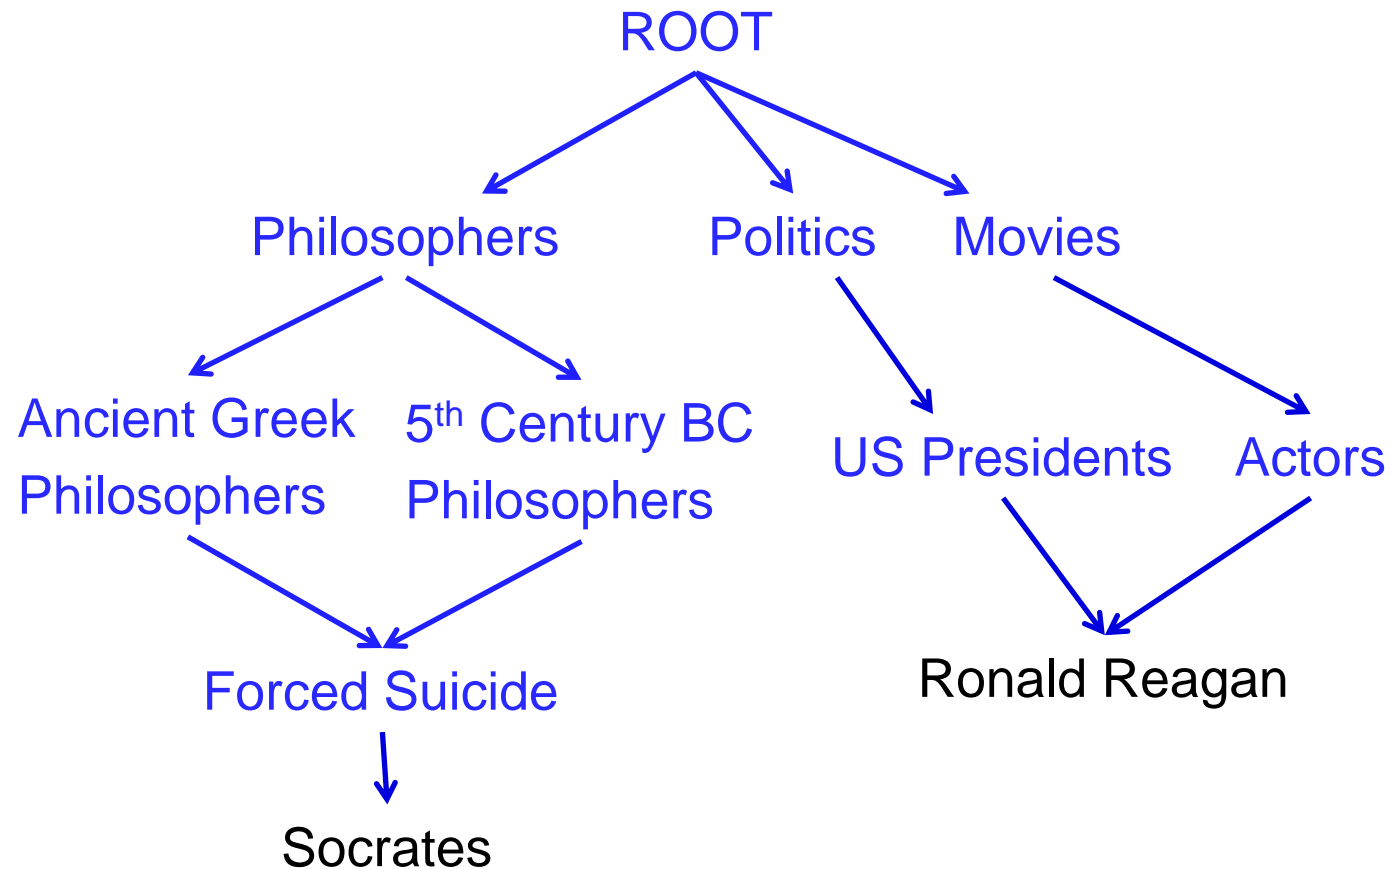 ROOT
Philosophers
Politics
Movies
Ancient Greek
Philosophers
5th Century BC
Philosophers
US Presidents
Actors
Forced Suicide
Ronald Reagan
Socrates